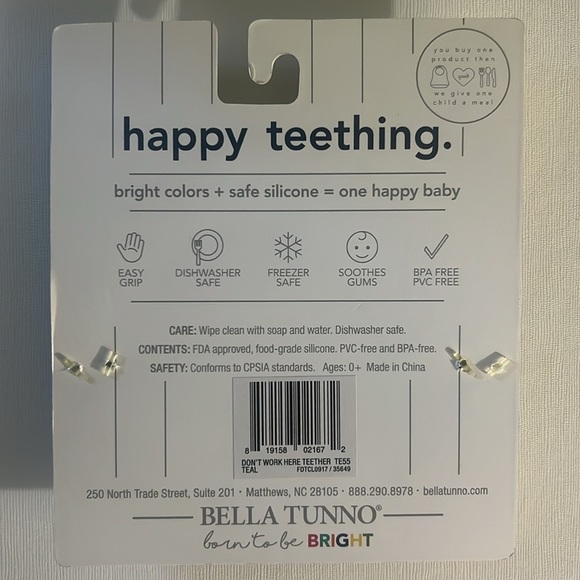 you buy one
product then
good
we give one
child a meal
happy teething.
bright colors + safe silicone = one happy baby
EASY GRIP
DISHWASHER SAFE
FREEZER SAFE
SOOTHES GUMS
BPA FREE PVC FREE
CARE: Wipe clean with soap and water. Dishwasher safe.
CONTENTS: FDA approved, food-grade silicone. PVC-free and BPA-free.
SAFETY: Conforms to CPSIA standards. Ages: 0+ Made in China
8 19158 02167 2
DON'T WORK HERE TEETHER TE55
TEAL FDTCL0917 / 35649
250 North Trade Street, Suite 201 · Matthews, NC 28105 · 888.290.8978 · bellatunno.com
BELLA TUNNO®
born to be BRIGHT